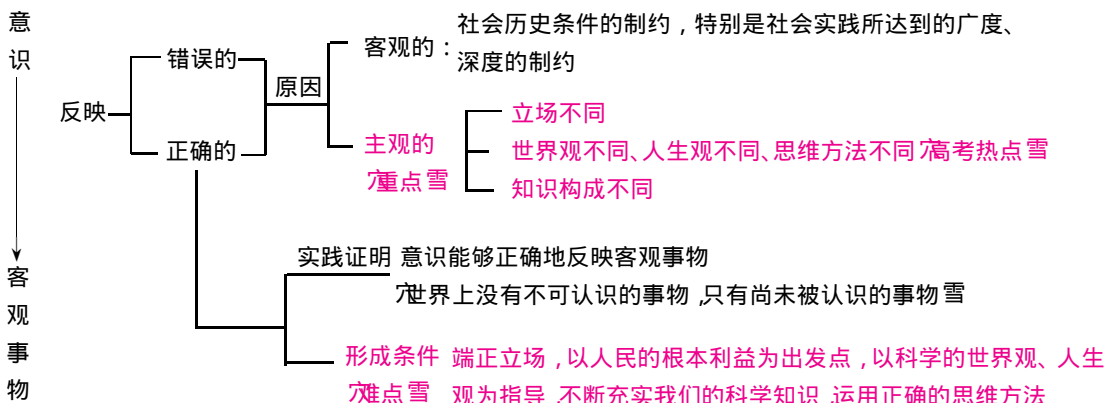 意识
客观事物
反映
错误的
正确的
原因
客观的：
社会历史条件的制约，特别是社会实践所达到的广度、
深度的制约
主观的
穴重点雪
立场不同
世界观不同、人生观不同、思维方法不同穴高考热点雪
知识构成不同
实践证明 意识能够正确地反映客观事物
穴世界上没有不可认识的事物，只有尚未被认识的事物雪
形成条件 端正立场，以人民的根本利益为出发点，以科学的世界观、人生
穴难点雪 观为指导，不断充实我们的科学知识，运用正确的思维方法